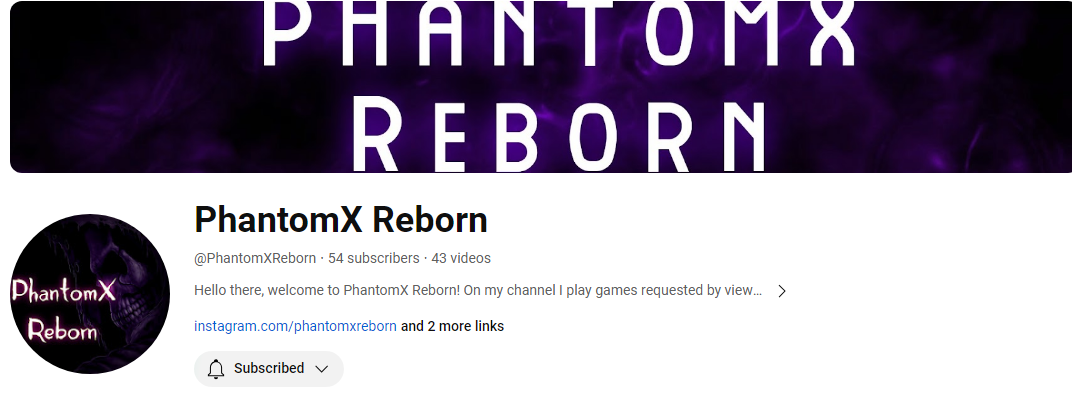 PHANTOMX
REBORN
PhantomX
Reborn
PhantomX Reborn
@PhantomXReborn · 54 subscribers · 43 videos
Hello there, welcome to PhantomX Reborn! On my channel I play games requested by view...
instagram.com/phantomxreborn and 2 more links
Subscribed